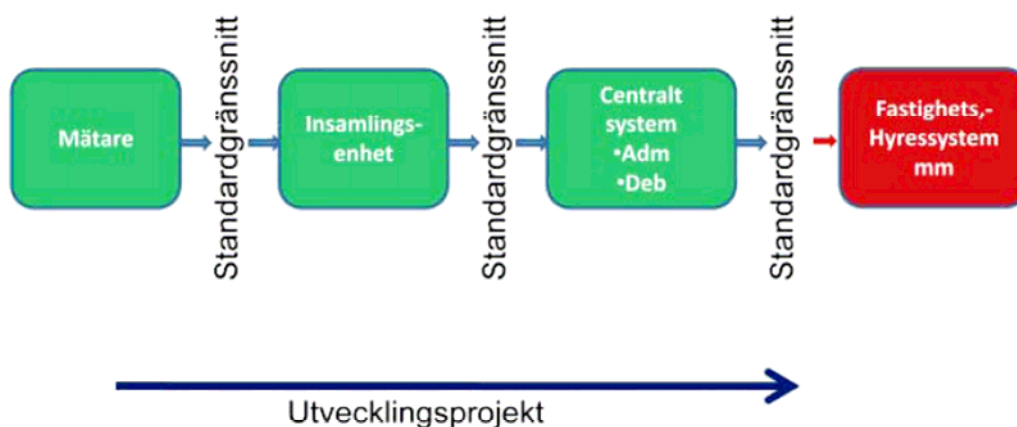 Mätare
Standardgränssnitt
Insamlings-
enhet
Standardgränssnitt
Centralt
system
•Adm
•Deb
Standardgränssnitt
Fastighets,-
Hyressystem
mm
Utvecklingsprojekt